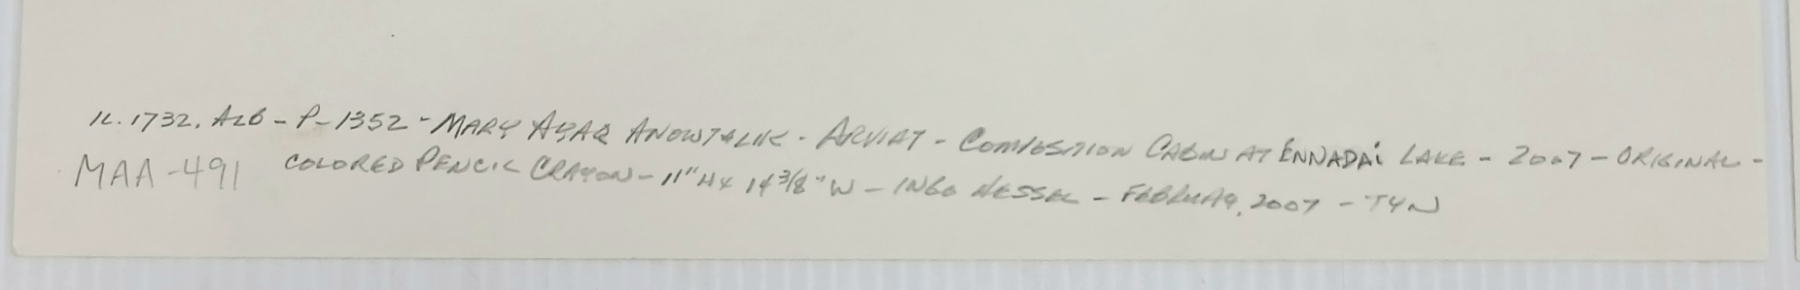 IL.1732. AZ6 - P-1352 - MARY AYAQ ANOWTALIK - ARVIAT - COMPOSITION CABIN AT ENNADAI LAKE - 2007 - ORIGINAL -
MAA-491 COLORED PENCIL CRAYON - 11"H x 14 3/8"W - INGO HESSEL - FEBRUARY, 2007 - TYN